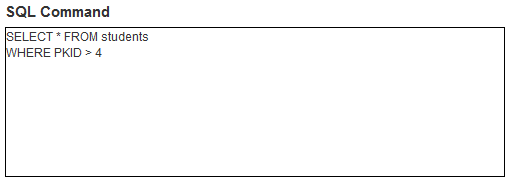 SQL Command
SELECT * FROM students
WHERE PKID > 4